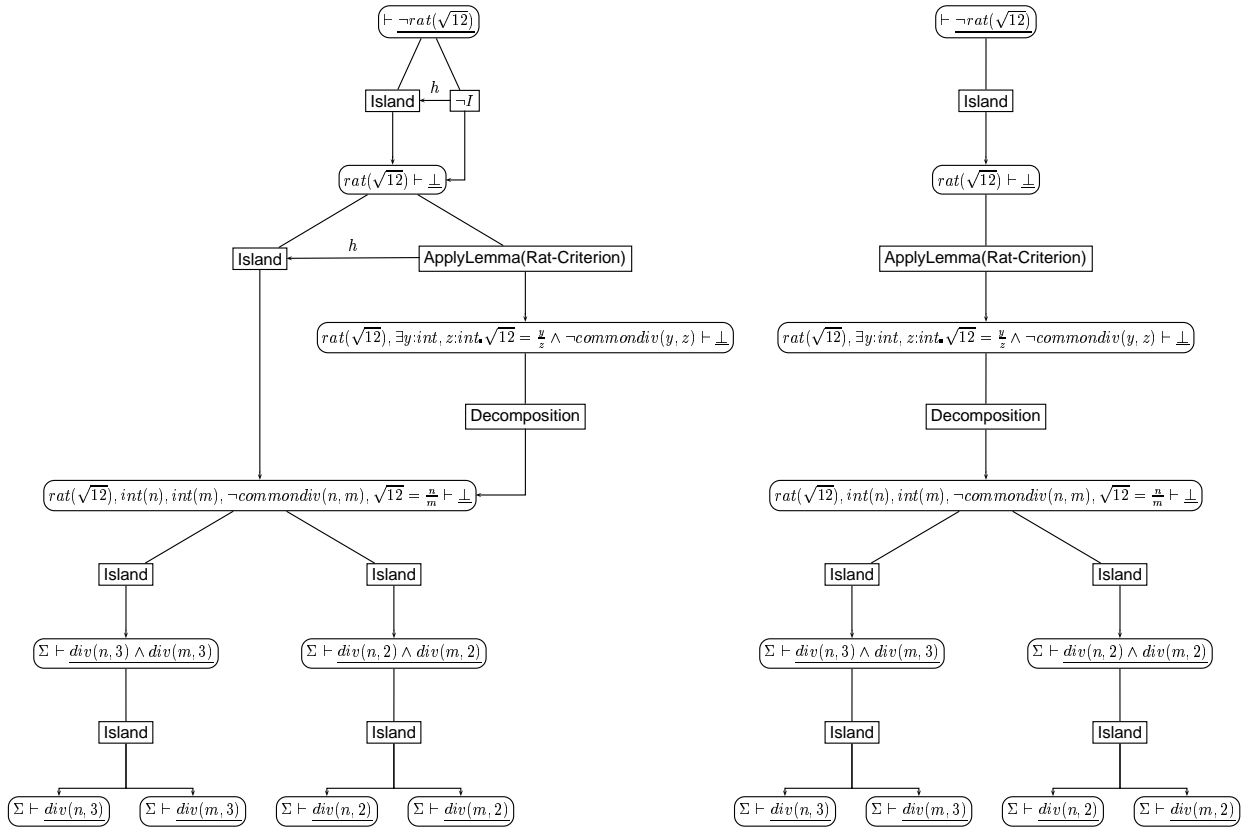 ⊢ ¬rat(√12)
Island
h
¬I
rat(√12) ⊢ ⊥
Island
h
ApplyLemma(Rat-Criterion)
rat(√12), ∃y:int, z:int. √12 = y/z ∧ ¬commondiv(y, z) ⊢ ⊥
Decomposition
rat(√12), int(n), int(m), ¬commondiv(n, m), √12 = n/m ⊢ ⊥
Island
Island
Σ ⊢ div(n, 3) ∧ div(m, 3)
Σ ⊢ div(n, 2) ∧ div(m, 2)
Island
Island
Σ ⊢ div(n, 3)
Σ ⊢ div(m, 3)
Σ ⊢ div(n, 2)
Σ ⊢ div(m, 2)
⊢ ¬rat(√12)
Island
rat(√12) ⊢ ⊥
ApplyLemma(Rat-Criterion)
rat(√12), ∃y:int, z:int. √12 = y/z ∧ ¬commondiv(y, z) ⊢ ⊥
Decomposition
rat(√12), int(n), int(m), ¬commondiv(n, m), √12 = n/m ⊢ ⊥
Island
Island
Σ ⊢ div(n, 3) ∧ div(m, 3)
Σ ⊢ div(n, 2) ∧ div(m, 2)
Island
Island
Σ ⊢ div(n, 3)
Σ ⊢ div(m, 3)
Σ ⊢ div(n, 2)
Σ ⊢ div(m, 2)